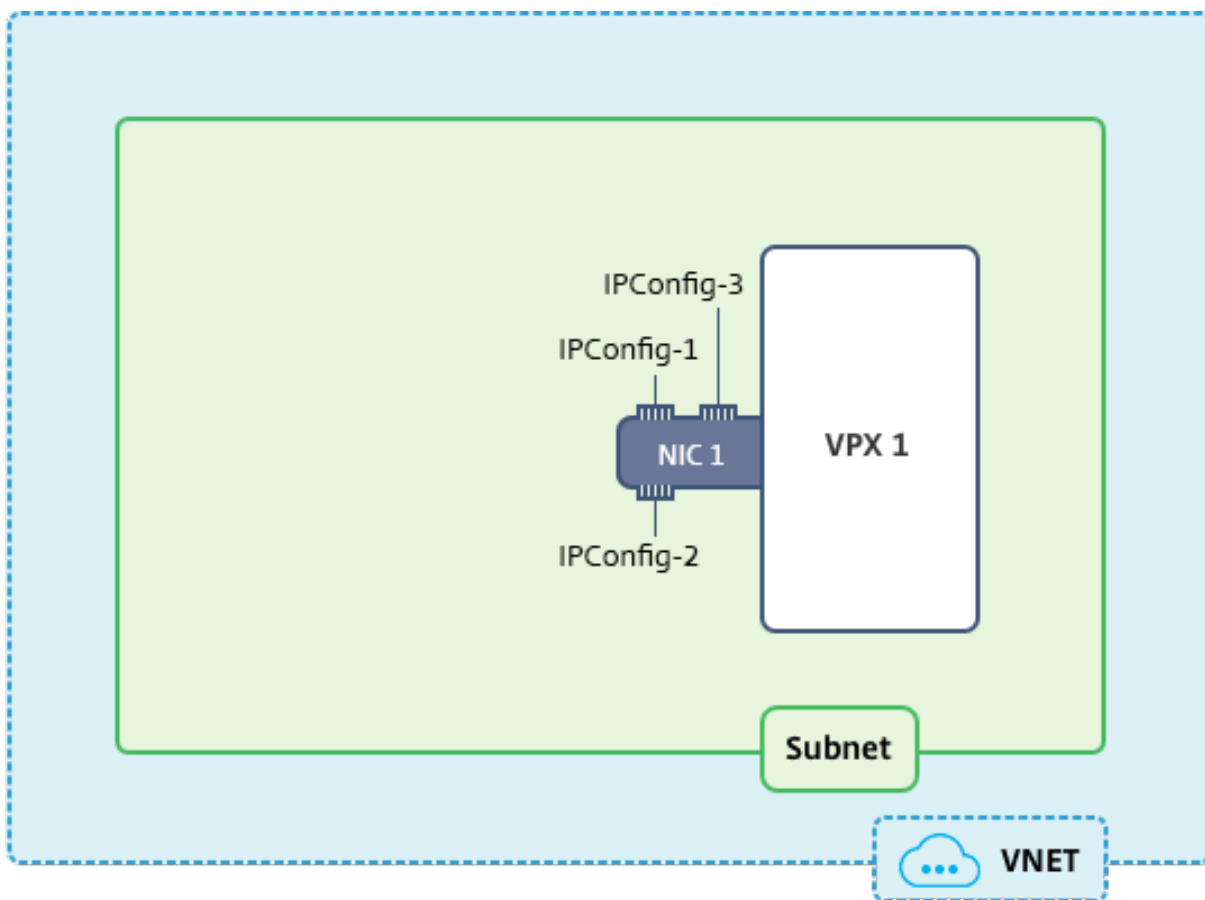 IPConfig-3
IPConfig-1
NIC 1
VPX 1
IPConfig-2
Subnet
VNET